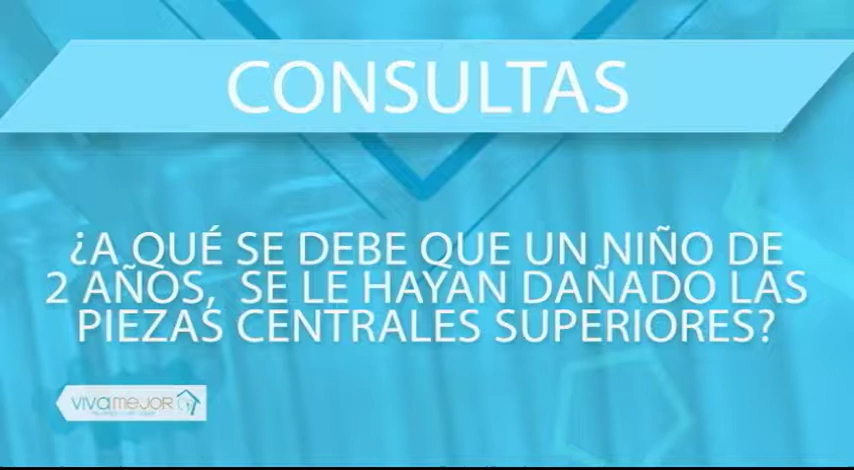 CONSULTAS
¿A QUÉ SE DEBE QUE UN NIÑO DE
2 AÑOS, SE LE HAYAN DAÑADO LAS
PIEZAS CENTRALES SUPERIORES?
VIVAMEJOR